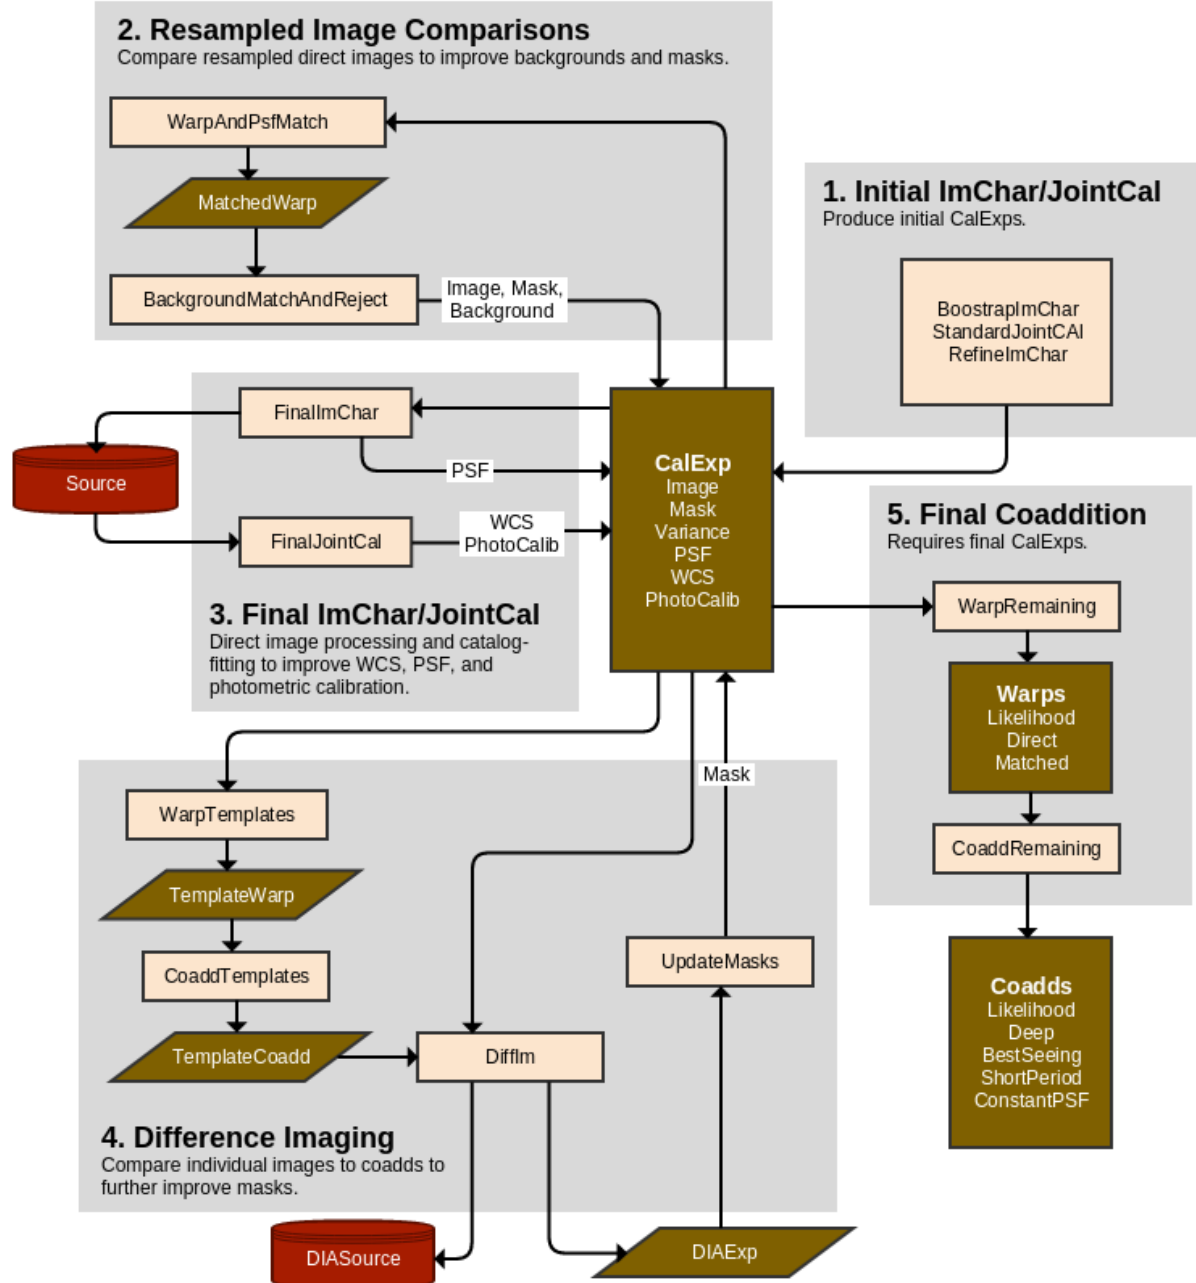 2. Resampled Image Comparisons
Compare resampled direct images to improve backgrounds and masks.
WarpAndPsfMatch
MatchedWarp
BackgroundMatchAndReject
Image, Mask,
Background
1. Initial ImChar/JointCal
Produce initial CalExps.
BoostrapImChar
StandardJointCAl
RefineImChar
FinalImChar
Source
PSF
FinalJointCal
WCS
PhotoCalib
3. Final ImChar/JointCal
Direct image processing and catalog-
fitting to improve WCS, PSF, and
photometric calibration.
CalExp
Image
Mask
Variance
PSF
WCS
PhotoCalib
5. Final Coaddition
Requires final CalExps.
WarpRemaining
Warps
Likelihood
Direct
Matched
CoaddRemaining
Coadds
Likelihood
Deep
BestSeeing
ShortPeriod
ConstantPSF
Mask
WarpTemplates
TemplateWarp
CoaddTemplates
TemplateCoadd
DiffIm
UpdateMasks
4. Difference Imaging
Compare individual images to coadds to
further improve masks.
DIASource
DIAExp